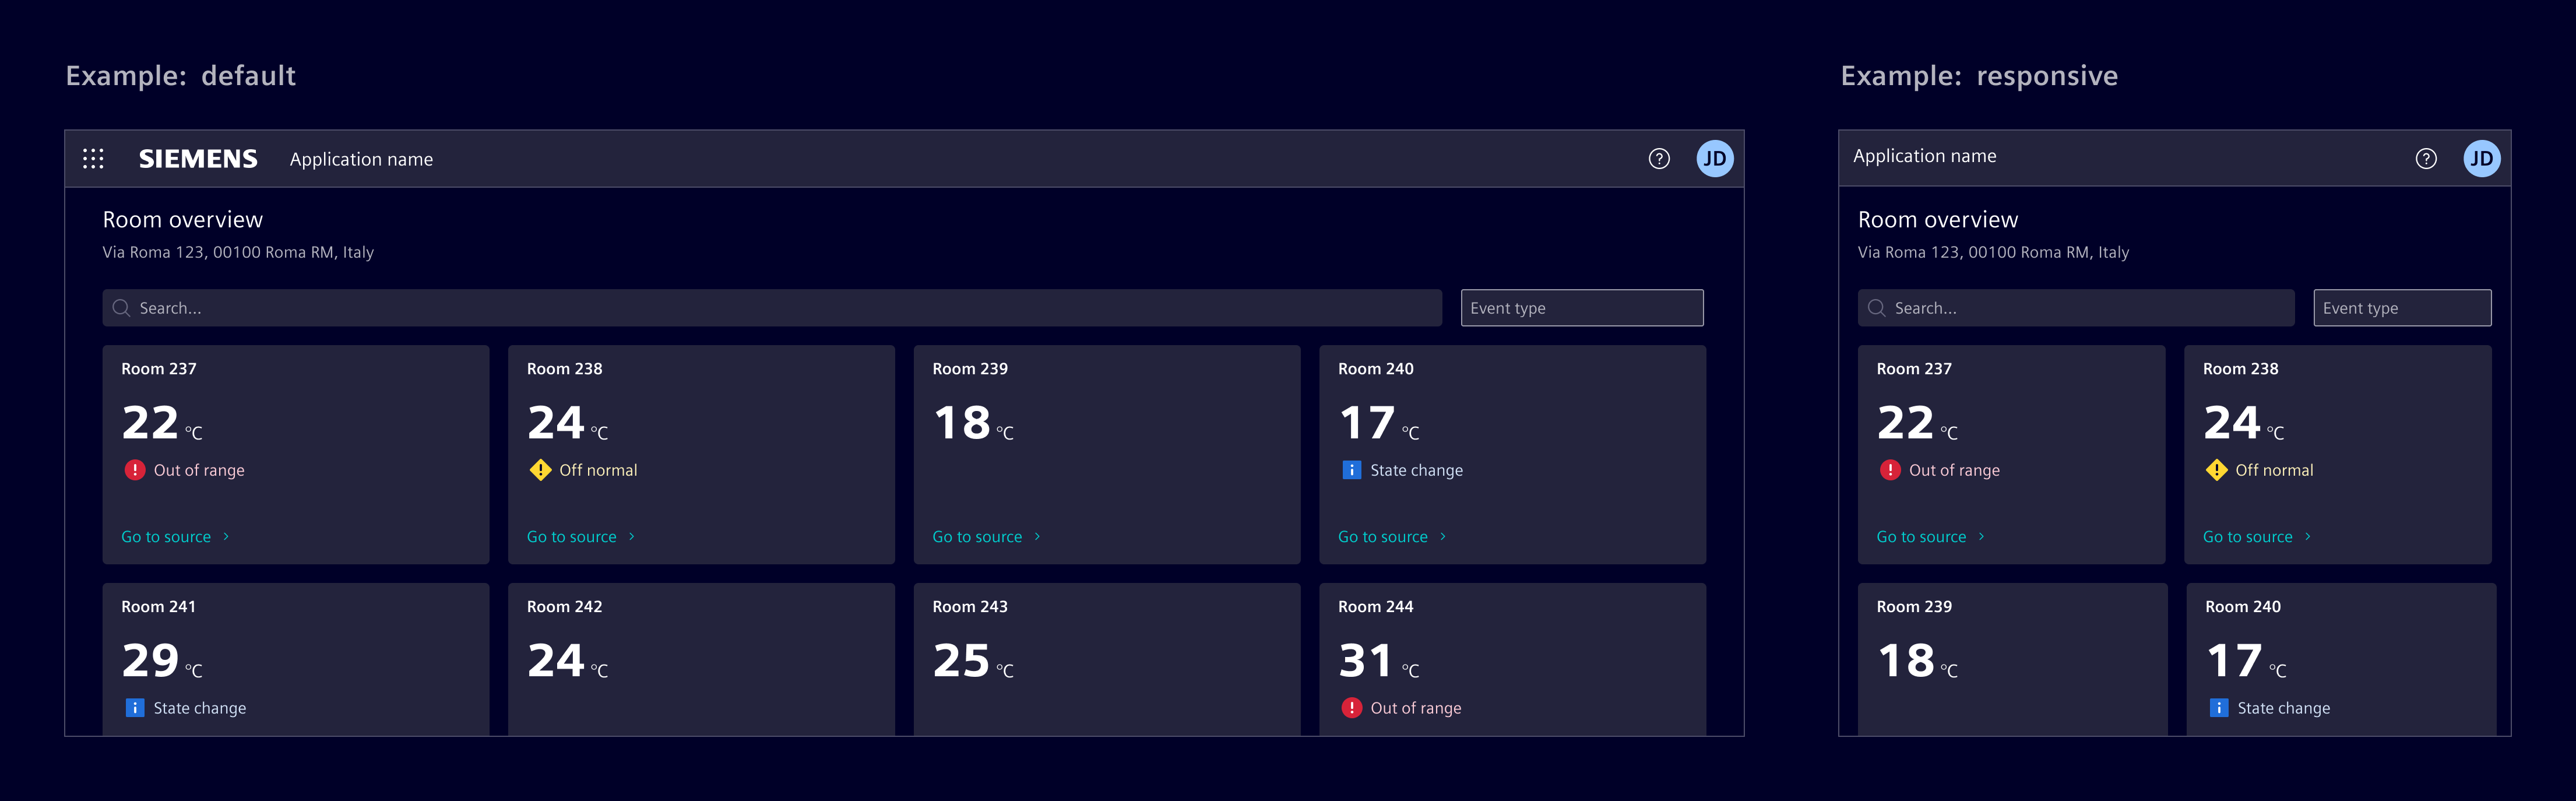 Example: default
SIEMENS Application name ? JD
Room overview
Via Roma 123, 00100 Roma RM, Italy
Search...
Event type
Room 237
22 °C
Out of range
Go to source
Room 238
24 °C
Off normal
Go to source
Room 239
18 °C
Go to source
Room 240
17 °C
State change
Go to source
Room 241
29 °C
State change
Room 242
24 °C
Room 243
25 °C
Room 244
31 °C
Out of range
Example: responsive
Application name ? JD
Room overview
Via Roma 123, 00100 Roma RM, Italy
Search...
Event type
Room 237
22 °C
Out of range
Go to source
Room 238
24 °C
Off normal
Go to source
Room 239
18 °C
Room 240
17 °C
State change